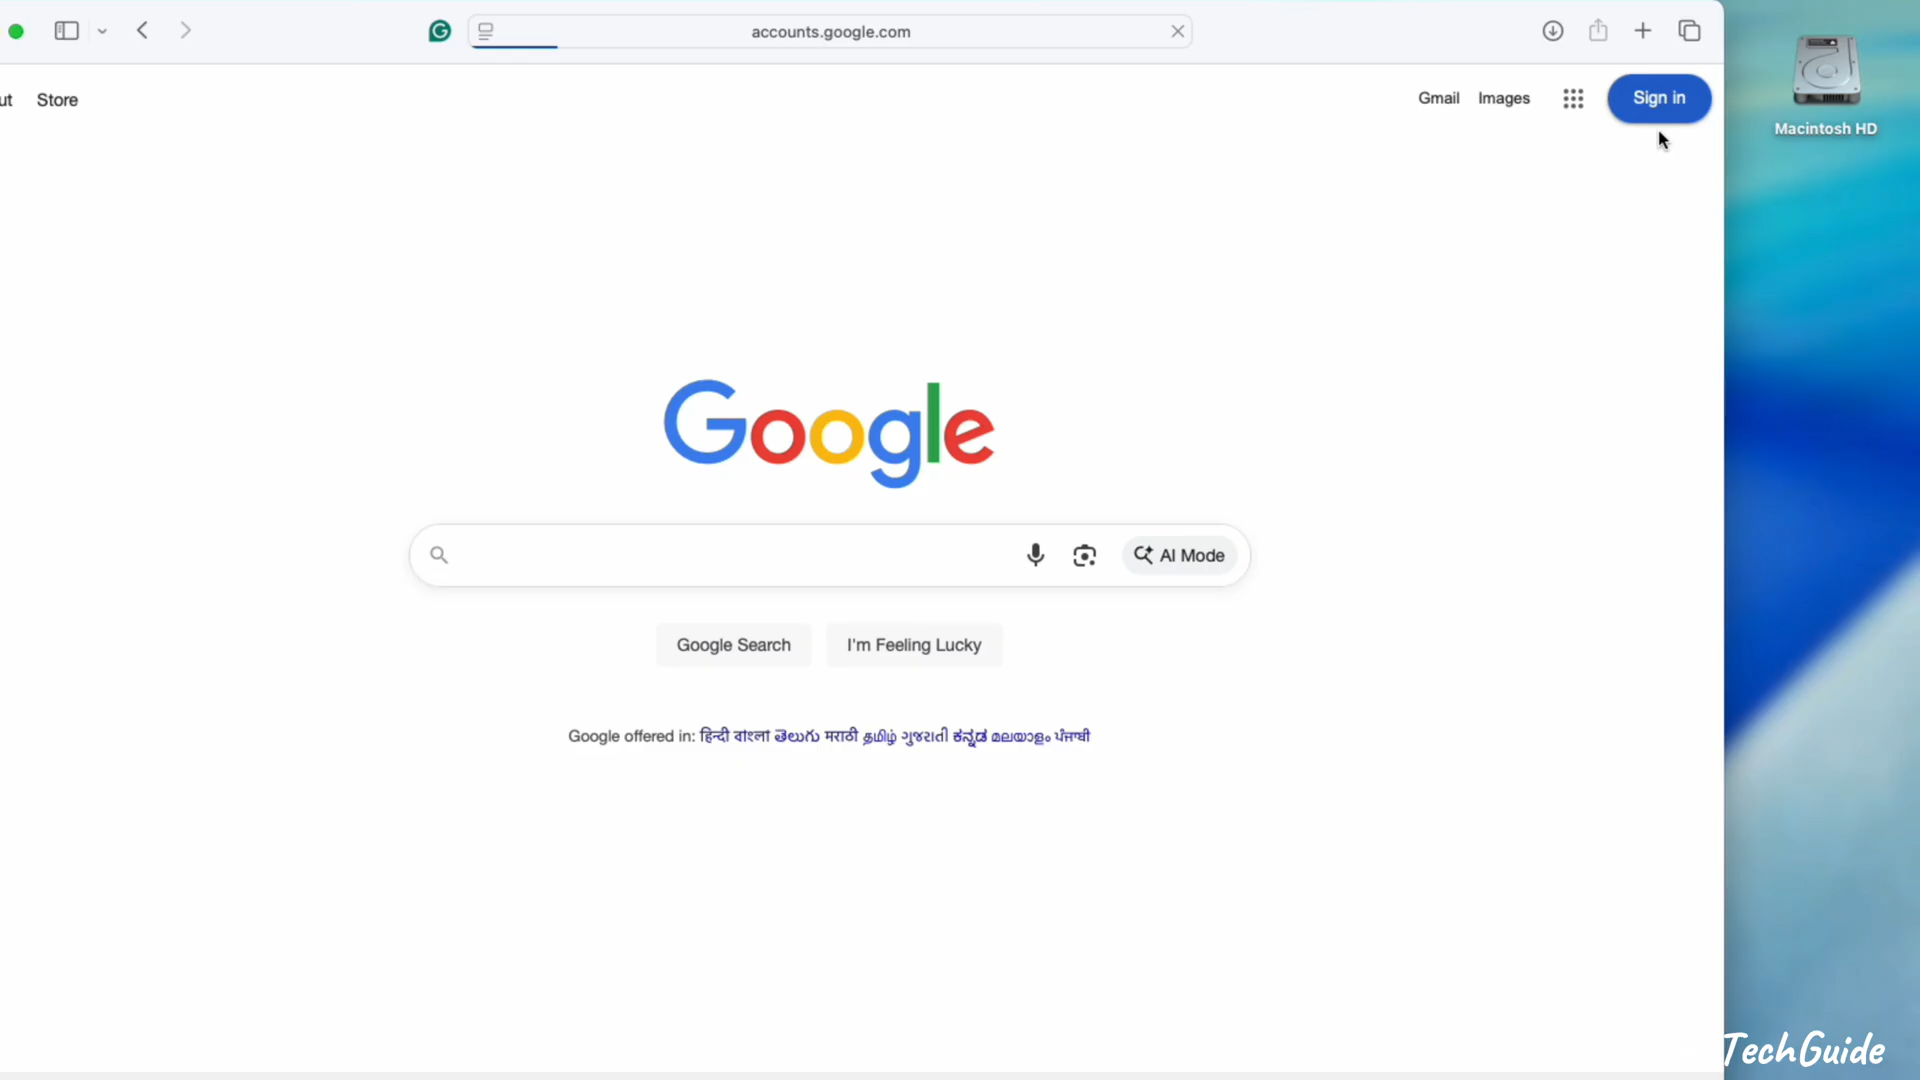 accounts.google.com
ut Store
Gmail Images Sign in
Macintosh HD
Google
AI Mode
Google Search I'm Feeling Lucky
Google offered in: हिन्दी বাংলা తెలుగు मराठी தமிழ் ગુજરાતી ಕನ್ನಡ മലയാളം ਪੰਜਾਬੀ
TechGuide